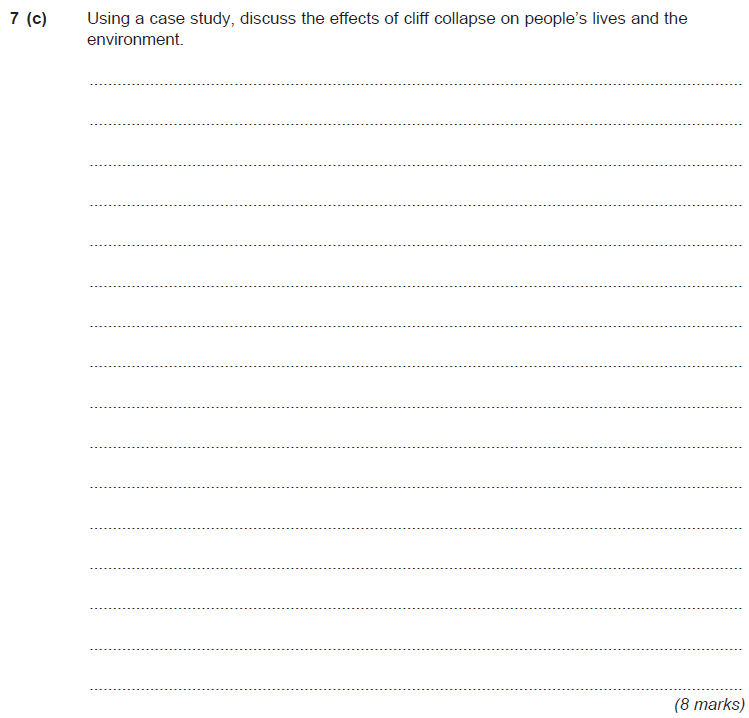 7 (c) Using a case study, discuss the effects of cliff collapse on people's lives and the
environment.
(8 marks)